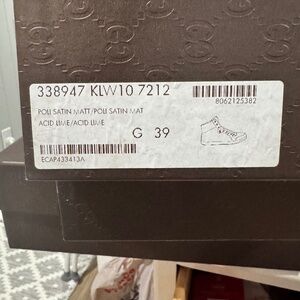 338947 KLW10 7212
8062125382
POLI SATIN MATT/POLI SATIN MAT
ACID LIME/ACID LIME
G 39
ECAP433413A